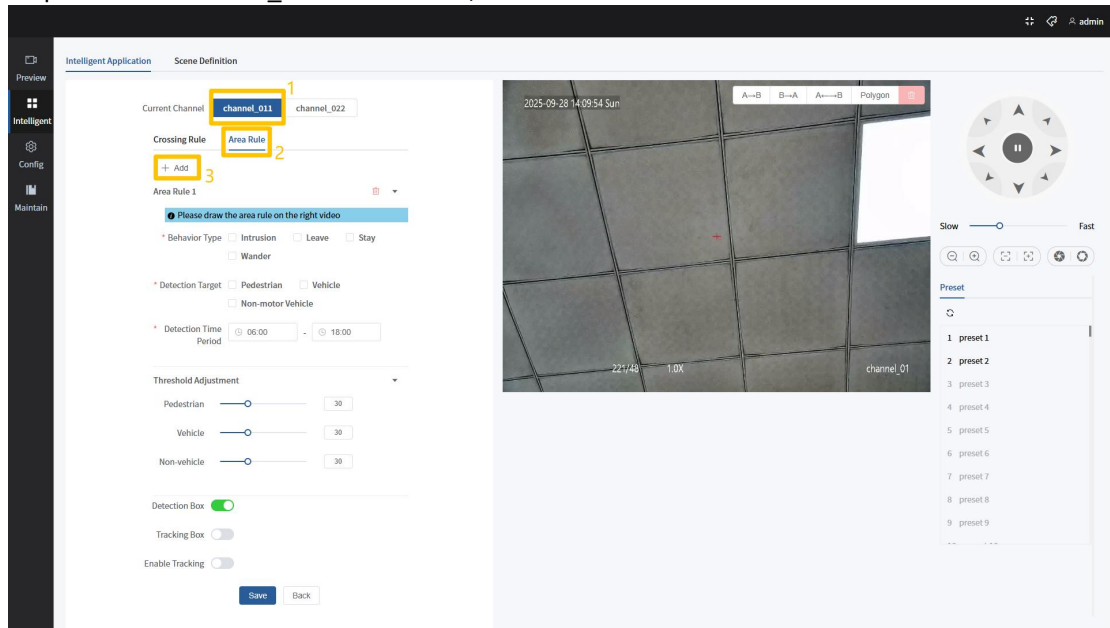 admin
Preview
Intelligent
Config
Maintain
Intelligent Application Scene Definition
1
Current Channel channel_011 channel_022
Crossing Rule Area Rule
2
+ Add
3
Area Rule 1
Please draw the area rule on the right video
* Behavior Type Intrusion Leave Stay
Wander
* Detection Target Pedestrian Vehicle
Non-motor Vehicle
* Detection Time Period 06:00 - 18:00
Threshold Adjustment
Pedestrian 30
Vehicle 30
Non-vehicle 30
Detection Box
Tracking Box
Enable Tracking
Save Back
2025-09-28 14:09:54 Sun
A→B B→A A←→B Polygon
221/48 1.0X channel_01
Slow Fast
Preset
1 preset 1
2 preset 2
3 preset 3
4 preset 4
5 preset 5
6 preset 6
7 preset 7
8 preset 8
9 preset 9